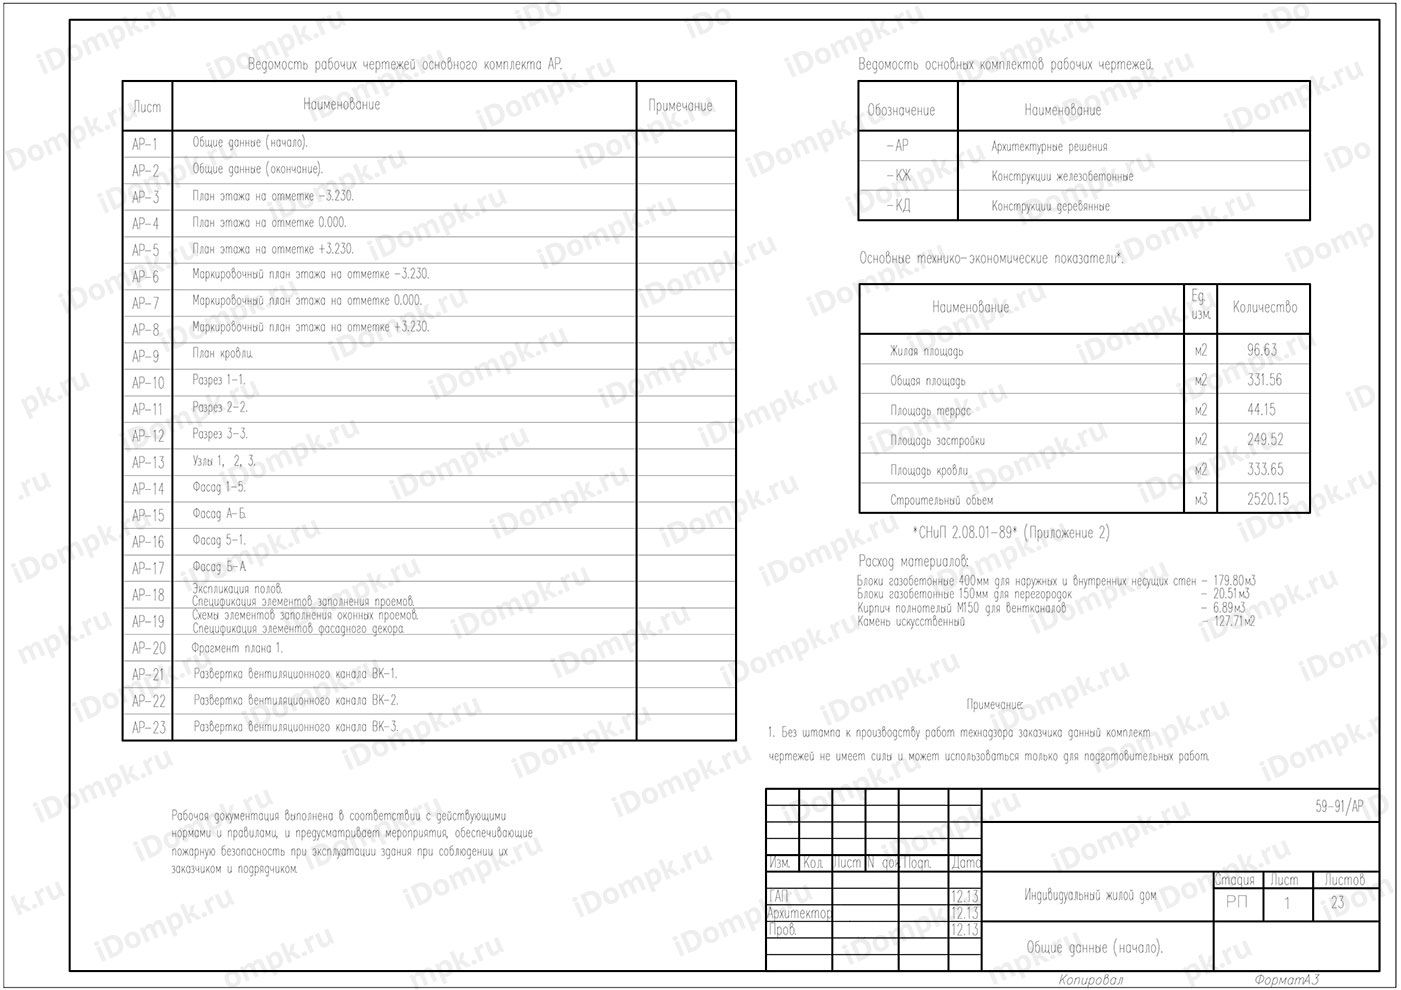 Ведомость рабочих чертежей основного комплекта АР.
Лист Наименование Примечание
АР-1 Общие данные (начало).
АР-2 Общие данные (окончание).
АР-3 План этажа на отметке -3.230.
АР-4 План этажа на отметке 0.000.
АР-5 План этажа на отметке +3.230.
АР-6 Маркировочный план этажа на отметке -3.230.
АР-7 Маркировочный план этажа на отметке 0.000.
АР-8 Маркировочный план этажа на отметке +3.230.
АР-9 План кровли.
АР-10 Разрез 1-1.
АР-11 Разрез 2-2.
АР-12 Разрез 3-3.
АР-13 Узлы 1, 2, 3.
АР-14 Фасад 1-5.
АР-15 Фасад А-Б.
АР-16 Фасад 5-1.
АР-17 Фасад Б-А
АР-18 Экспликация полов.
Спецификация элементов заполнения проемов.
АР-19 Схемы элементов заполнения оконных проемов.
Спецификация элементов фасадного декора.
АР-20 Фрагмент плана 1.
АР-21 Развертка вентиляционного канала ВК-1.
АР-22 Развертка вентиляционного канала ВК-2.
АР-23 Развертка вентиляционного канала ВК-3.
Рабочая документация выполнена в соответствии с действующими
нормами и правилами, и предусматривает мероприятия, обеспечивающие
пожарную безопасность при эксплуатации здания при соблюдении их
заказчиком и подрядчиком.
Ведомость основных комплектов рабочих чертежей.
Обозначение Наименование
-АР Архитектурные решения
-КЖ Конструкции железобетонные
-КД Конструкции деревянные
Основные технико-экономические показатели*.
Наименование Ед. изм. Количество
Жилая площадь м2 96.63
Общая площадь м2 331.56
Площадь террас м2 44.15
Площадь застройки м2 249.52
Площадь кровли м2 333.65
Строительный объем м3 2520.15
*СНиП 2.08.01-89* (Приложение 2)
Расход материалов:
Блоки газобетонные 400мм для наружных и внутренних несущих стен - 179.80м3
Блоки газобетонные 150мм для перегородок - 20.51м3
Кирпич полнотелый М150 для вентканалов - 6.89м3
Камень искусственный - 127.71м2
Примечание:
1. Без штампа к производству работ технадзора заказчика данный комплект
чертежей не имеет силы и может использоваться только для подготовительных работ.
59-91/АР
Изм. Кол. Лист N док Подп. Дата
ГАП 12.13
Архитектор 12.13
Пров. 12.13
Индивидуальный жилой дом
Стадия Лист Листов
РП 1 23
Общие данные (начало).
Копировал ФорматА3
iDompk.ru